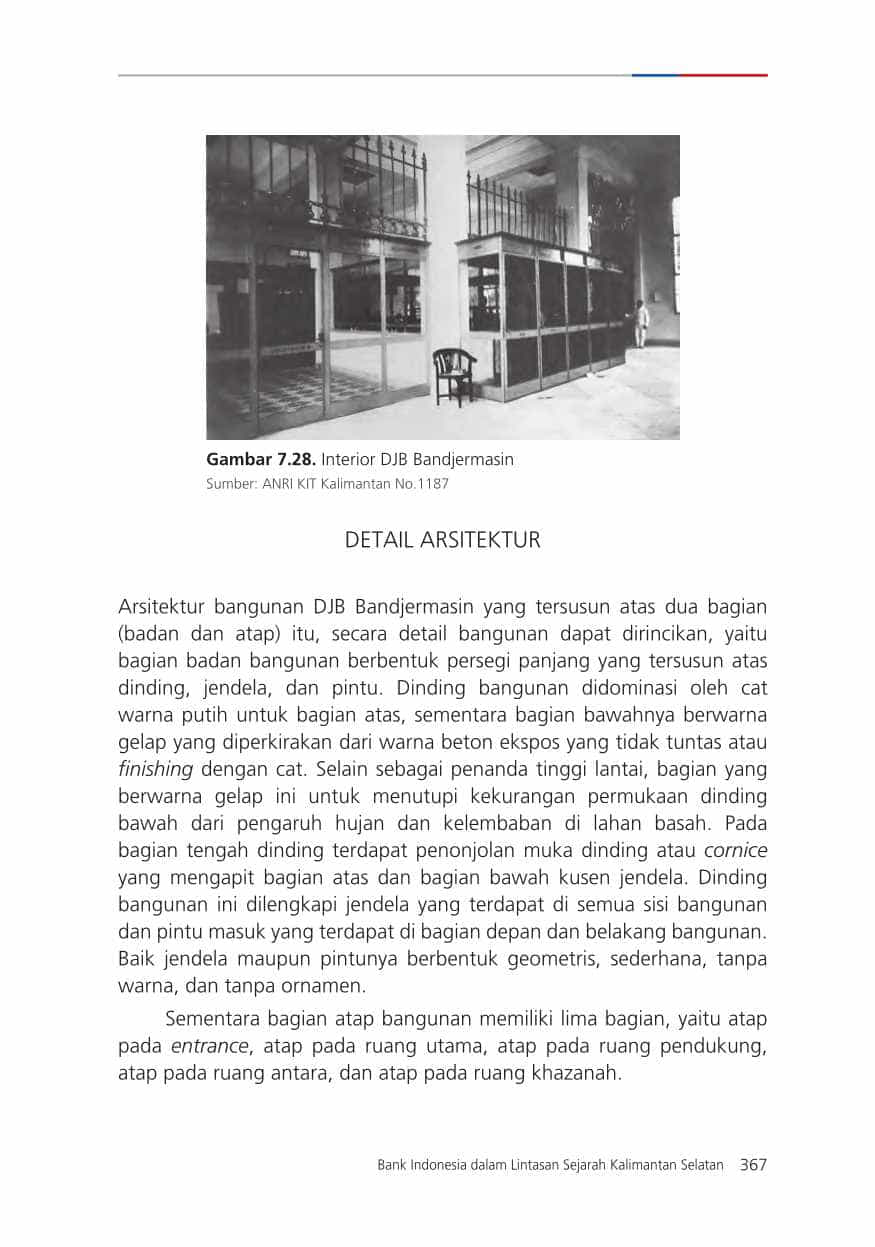 Gambar 7.28. Interior DJB Bandjermasin
Sumber: ANRI KIT Kalimantan No.1187
DETAIL ARSITEKTUR
Arsitektur bangunan DJB Bandjermasin yang tersusun atas dua bagian
(badan dan atap) itu, secara detail bangunan dapat dirincikan, yaitu
bagian badan bangunan berbentuk persegi panjang yang tersusun atas
dinding, jendela, dan pintu. Dinding bangunan didominasi oleh cat
warna putih untuk bagian atas, sementara bagian bawahnya berwarna
gelap yang diperkirakan dari warna beton ekspos yang tidak tuntas atau
finishing dengan cat. Selain sebagai penanda tinggi lantai, bagian yang
berwarna gelap ini untuk menutupi kekurangan permukaan dinding
bawah dari pengaruh hujan dan kelembaban di lahan basah. Pada
bagian tengah dinding terdapat penonjolan muka dinding atau cornice
yang mengapit bagian atas dan bagian bawah kusen jendela. Dinding
bangunan ini dilengkapi jendela yang terdapat di semua sisi bangunan
dan pintu masuk yang terdapat di bagian depan dan belakang bangunan.
Baik jendela maupun pintunya berbentuk geometris, sederhana, tanpa
warna, dan tanpa ornamen.
Sementara bagian atap bangunan memiliki lima bagian, yaitu atap
pada entrance, atap pada ruang utama, atap pada ruang pendukung,
atap pada ruang antara, dan atap pada ruang khazanah.
Bank Indonesia dalam Lintasan Sejarah Kalimantan Selatan 367